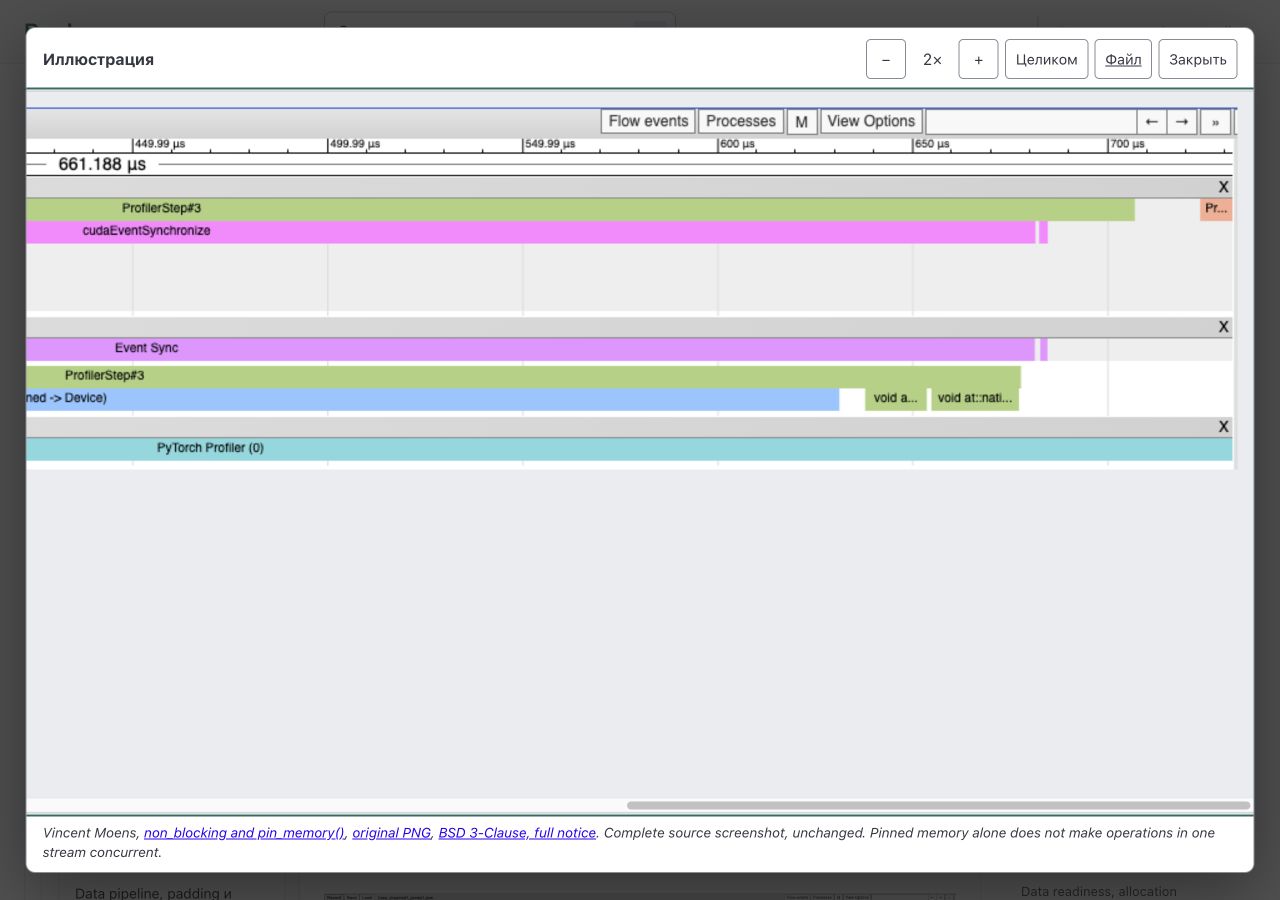 Иллюстрация
− 2× + Целиком Файл Закрыть
Flow events Processes M View Options ← → »
449.99 µs 499.99 µs 549.99 µs 600 µs 650 µs 700 µs
661.188 µs
X
ProfilerStep#3 Pr...
cudaEventSynchronize
X
Event Sync
ProfilerStep#3
ned -> Device) void a... void at::nati...
X
PyTorch Profiler (0)
Vincent Moens, non_blocking and pin_memory(), original PNG, BSD 3-Clause, full notice. Complete source screenshot, unchanged. Pinned memory alone does not make operations in one
stream concurrent.
Data pipeline, padding и
Data readiness, allocation